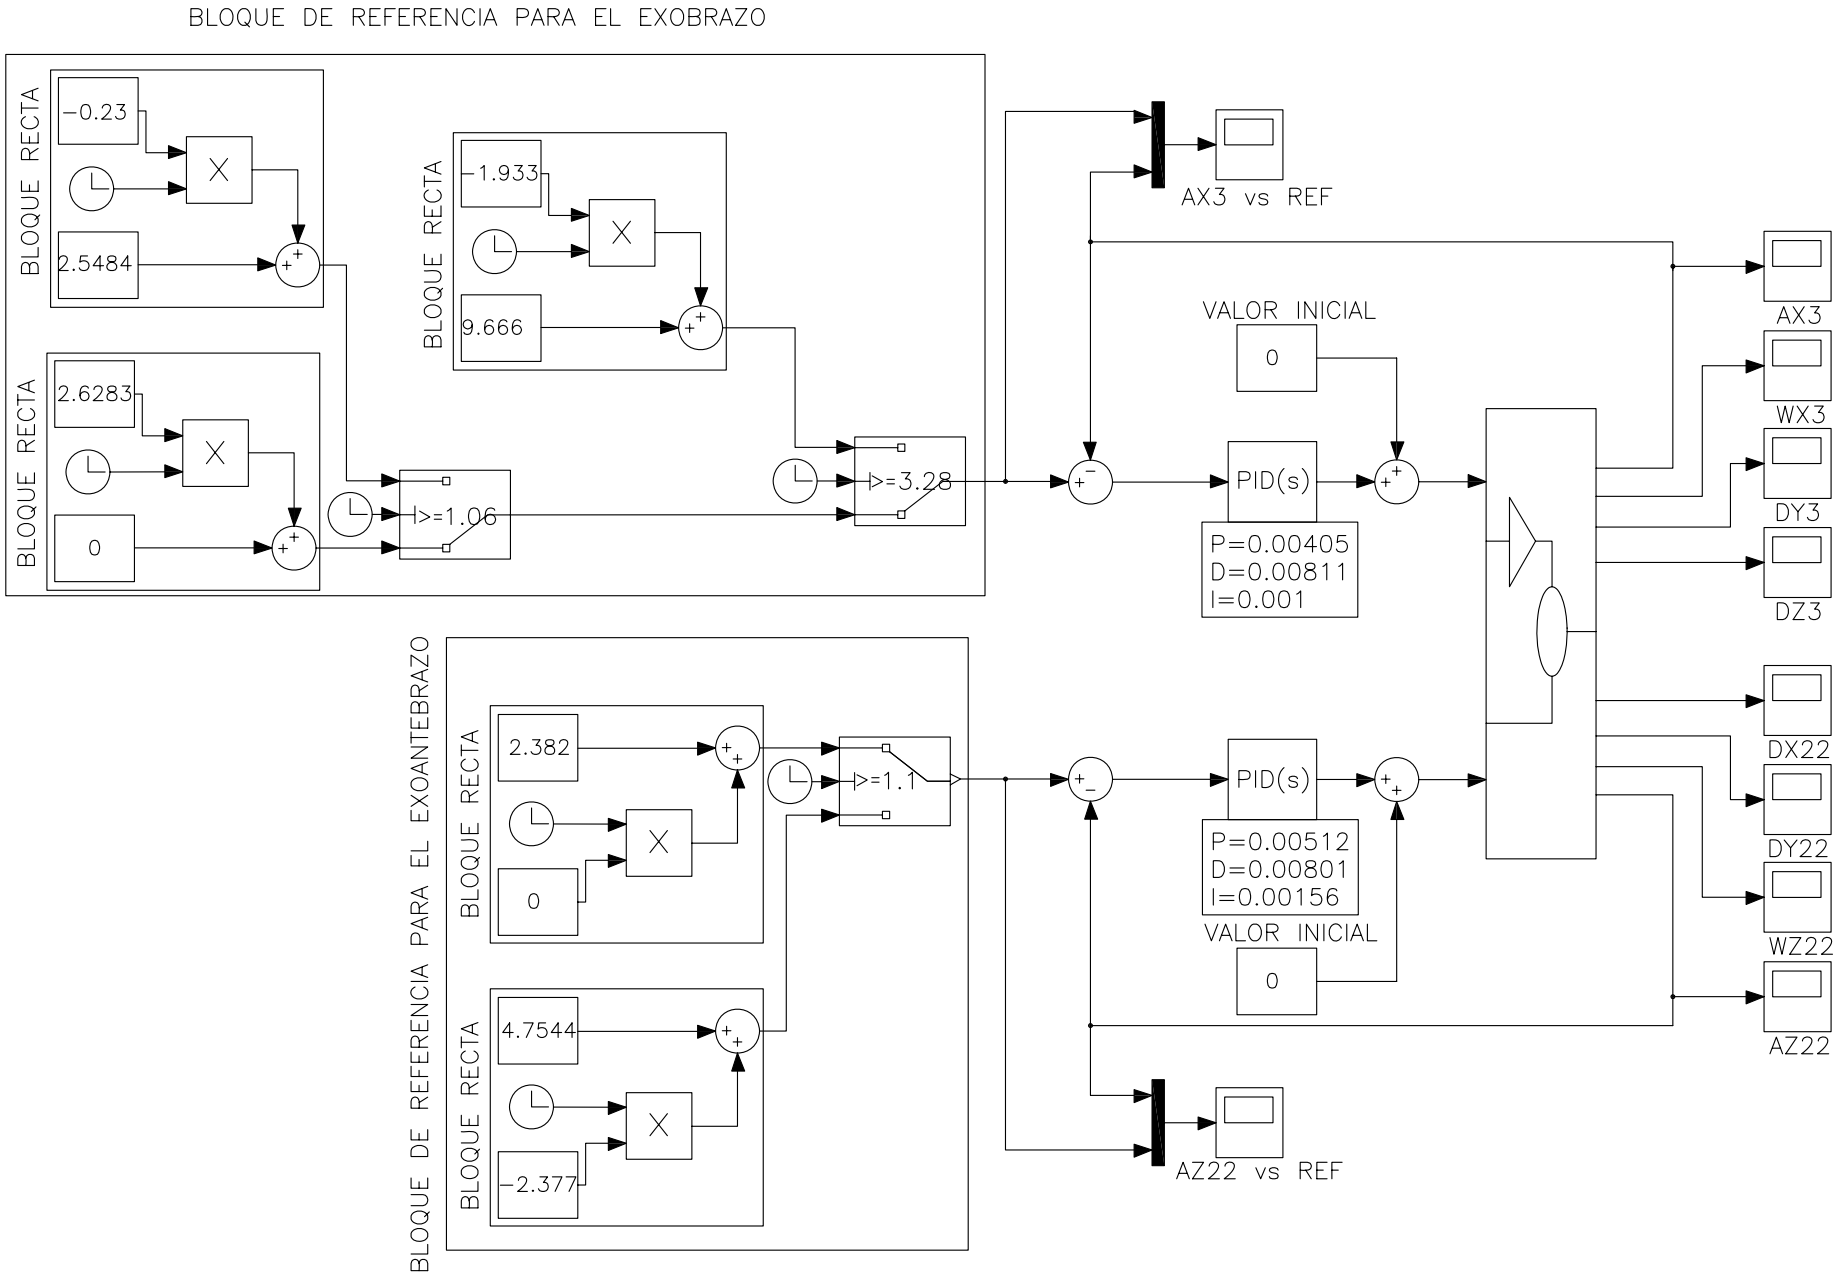 BLOQUE DE REFERENCIA PARA EL EXOBRAZO
BLOQUE RECTA
-0.23
X
2.5484
+
+
BLOQUE RECTA
-1.933
X
9.666
+
+
BLOQUE RECTA
2.6283
X
0
+
+
>=1.06
>=3.28
AX3 vs REF
VALOR INICIAL
0
-
+
PID(s)
+
+
P=0.00405
D=0.00811
I=0.001
AX3
WX3
DY3
DZ3
BLOQUE DE REFERENCIA PARA EL EXOANTEBRAZO
BLOQUE RECTA
2.382
+
+
X
0
>=1.1
BLOQUE RECTA
4.7544
+
+
X
-2.377
+
-
PID(s)
+
+
P=0.00512
D=0.00801
I=0.00156
VALOR INICIAL
0
AZ22 vs REF
DX22
DY22
WZ22
AZ22